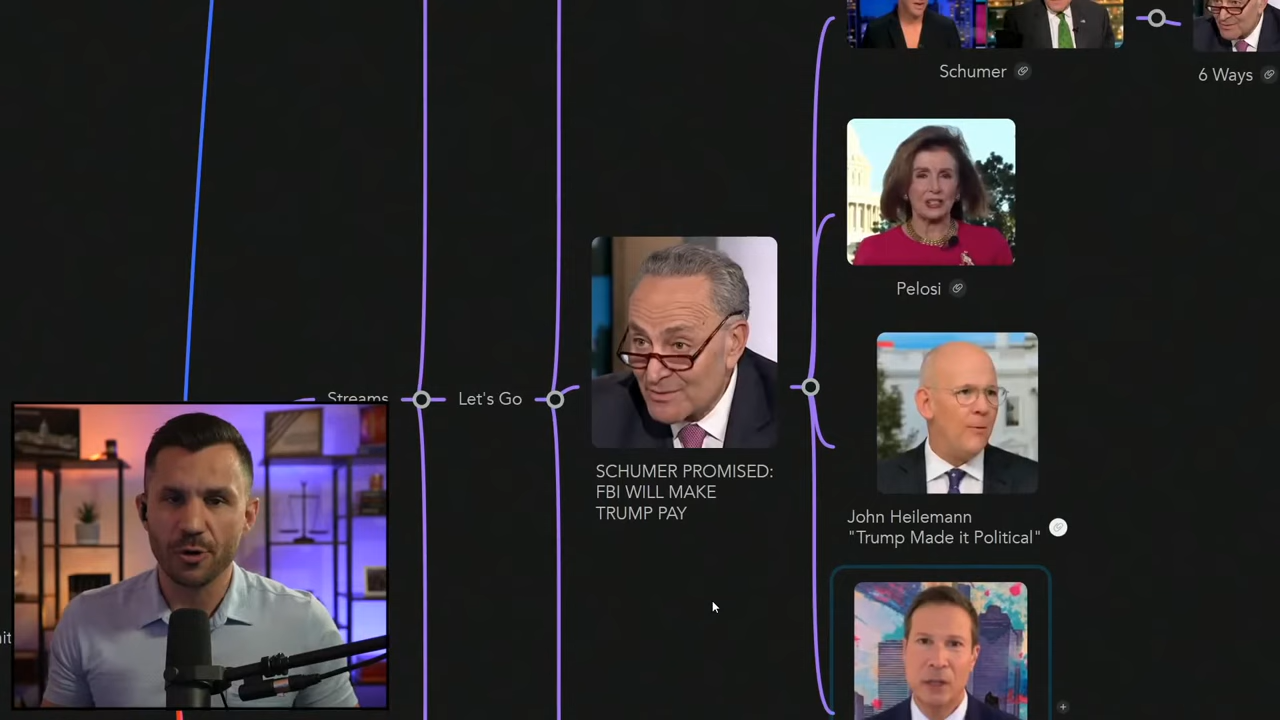 Schumer
6 Ways
Pelosi
Streams
Let's Go
SCHUMER PROMISED:
FBI WILL MAKE
TRUMP PAY
John Heilemann
"Trump Made it Political"